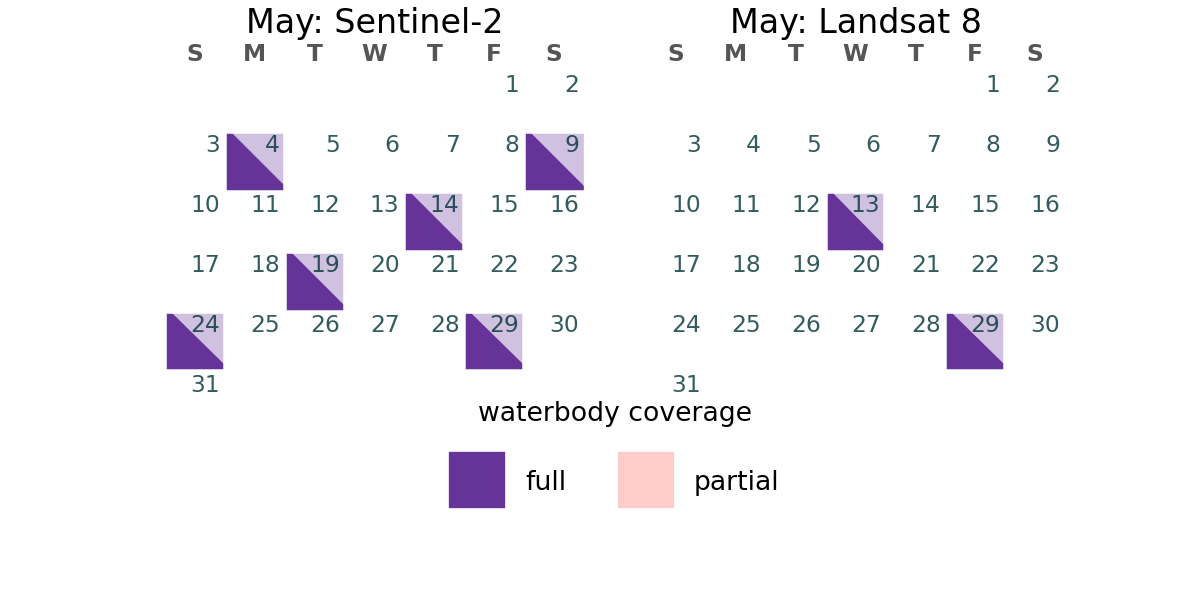 May: Sentinel-2
S M T W T F S
1 2
3 4 5 6 7 8 9
10 11 12 13 14 15 16
17 18 19 20 21 22 23
24 25 26 27 28 29 30
31
May: Landsat 8
S M T W T F S
1 2
3 4 5 6 7 8 9
10 11 12 13 14 15 16
17 18 19 20 21 22 23
24 25 26 27 28 29 30
31
waterbody coverage
full partial